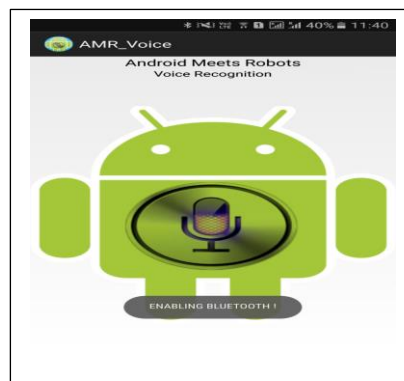 40% 11:40
AMR_Voice
Android Meets Robots
Voice Recognition
ENABLING BLUETOOTH !